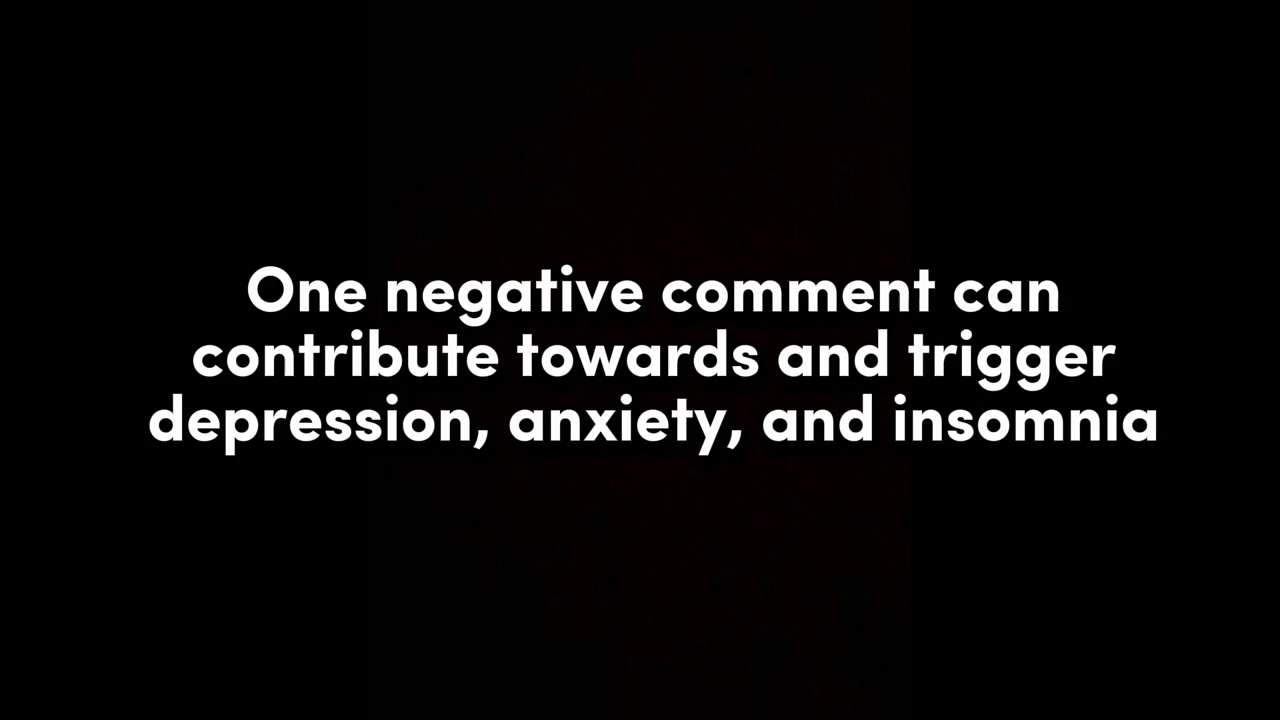 One negative comment can
contribute towards and trigger
depression, anxiety, and insomnia